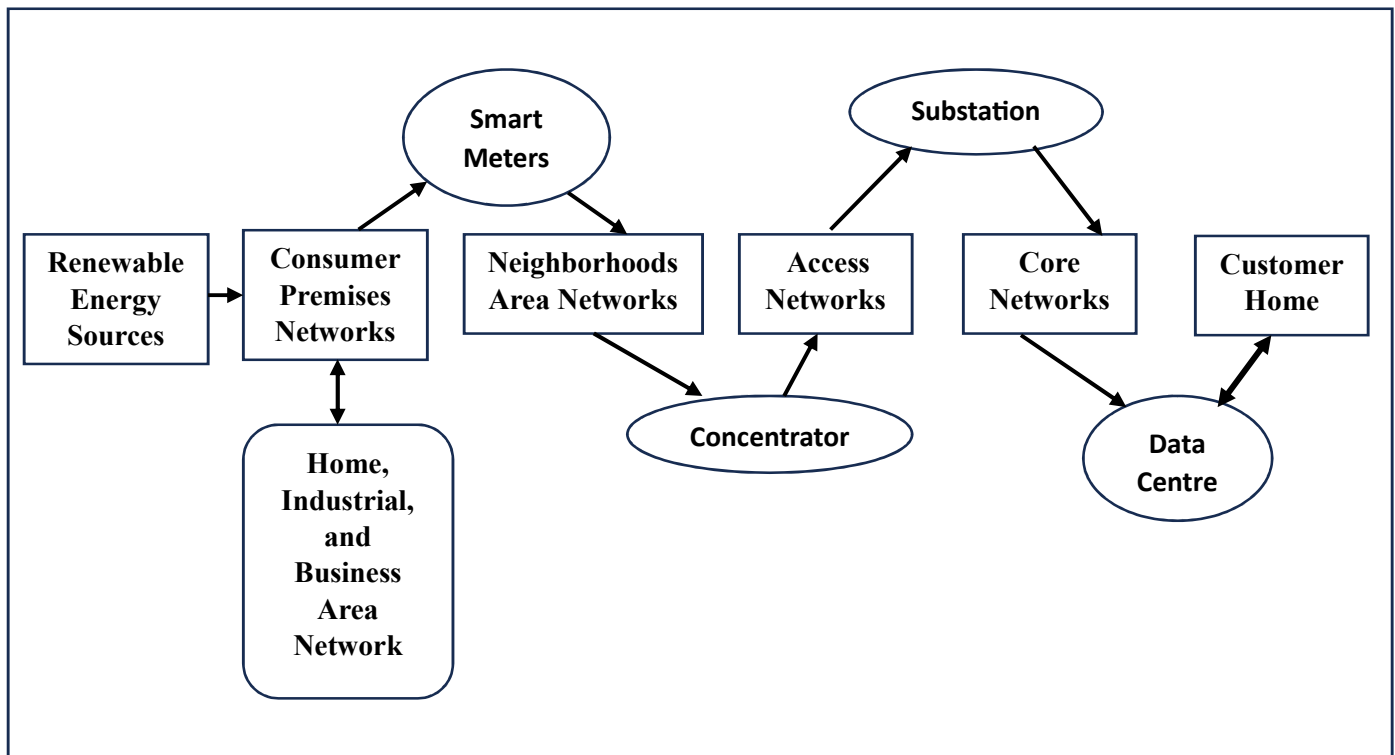 Smart
Meters
Substation
Renewable
Energy
Sources
Consumer
Premises
Networks
Neighborhoods
Area Networks
Access
Networks
Core
Networks
Customer
Home
Concentrator
Data
Centre
Home,
Industrial,
and
Business
Area
Network